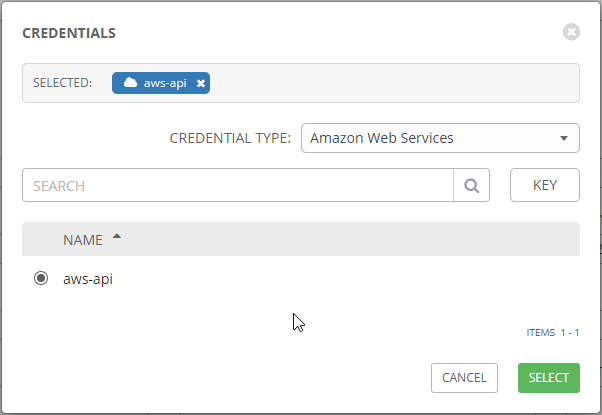 CREDENTIALS
SELECTED: aws-api
CREDENTIAL TYPE: Amazon Web Services
SEARCH KEY
NAME
aws-api
ITEMS 1 - 1
CANCEL SELECT